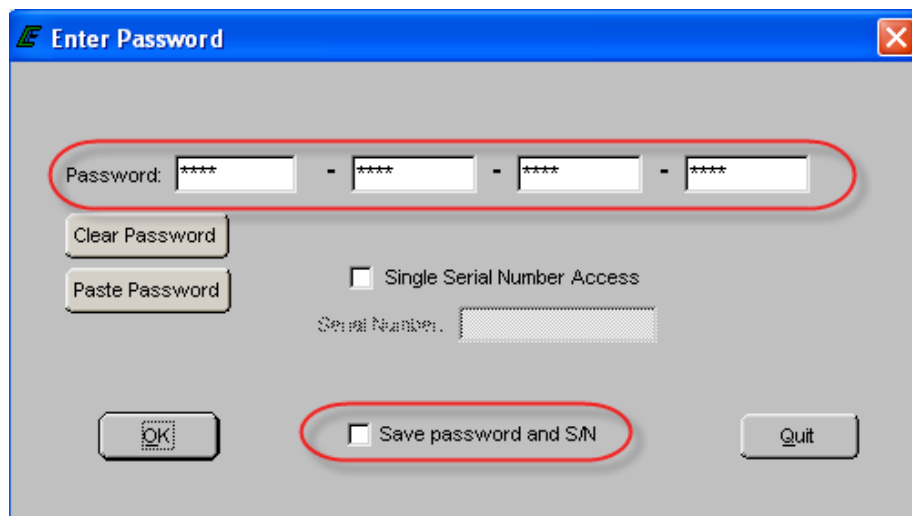 Enter Password
Password: **** - **** - **** - ****
Clear Password
Paste Password
Single Serial Number Access
Serial Number:
OK
Save password and S/N
Quit